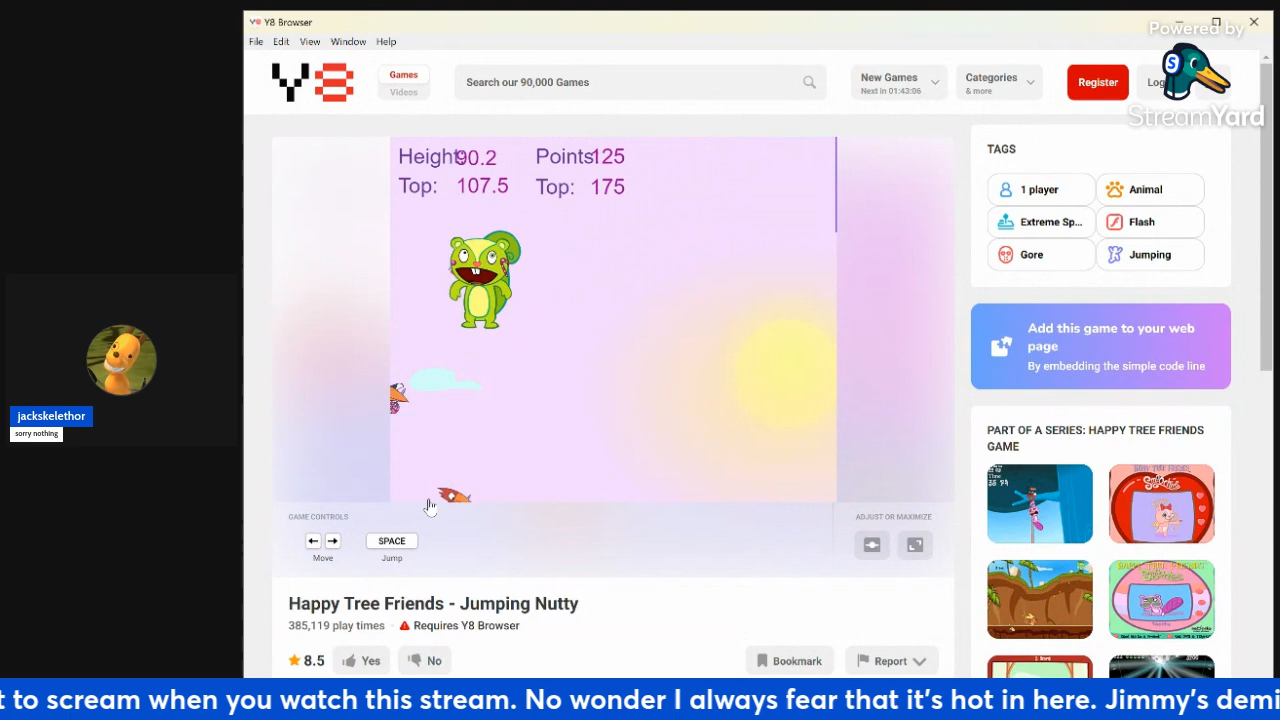 Y8 Browser
Powered by
File Edit View Window Help
Y8
Games
Videos
Search our 90,000 Games
New Games
Next in 01:43:06
Categories
& more
Register
StreamYard
Height: 90.2 Points 125
Top: 107.5 Top: 175
TAGS
1 player
Animal
Extreme Sp...
Flash
Gore
Jumping
Add this game to your web
page
By embedding the simple code line
jackskelethor
sorry nothing
PART OF A SERIES: HAPPY TREE FRIENDS
GAME
GAME CONTROLS
Move
SPACE
Jump
ADJUST OR MAXIMIZE
Happy Tree Friends - Jumping Nutty
385,119 play times · Requires Y8 Browser
8.5 Yes No
Bookmark
Report
t to scream when you watch this stream. No wonder I always fear that it's hot in here. Jimmy's demi